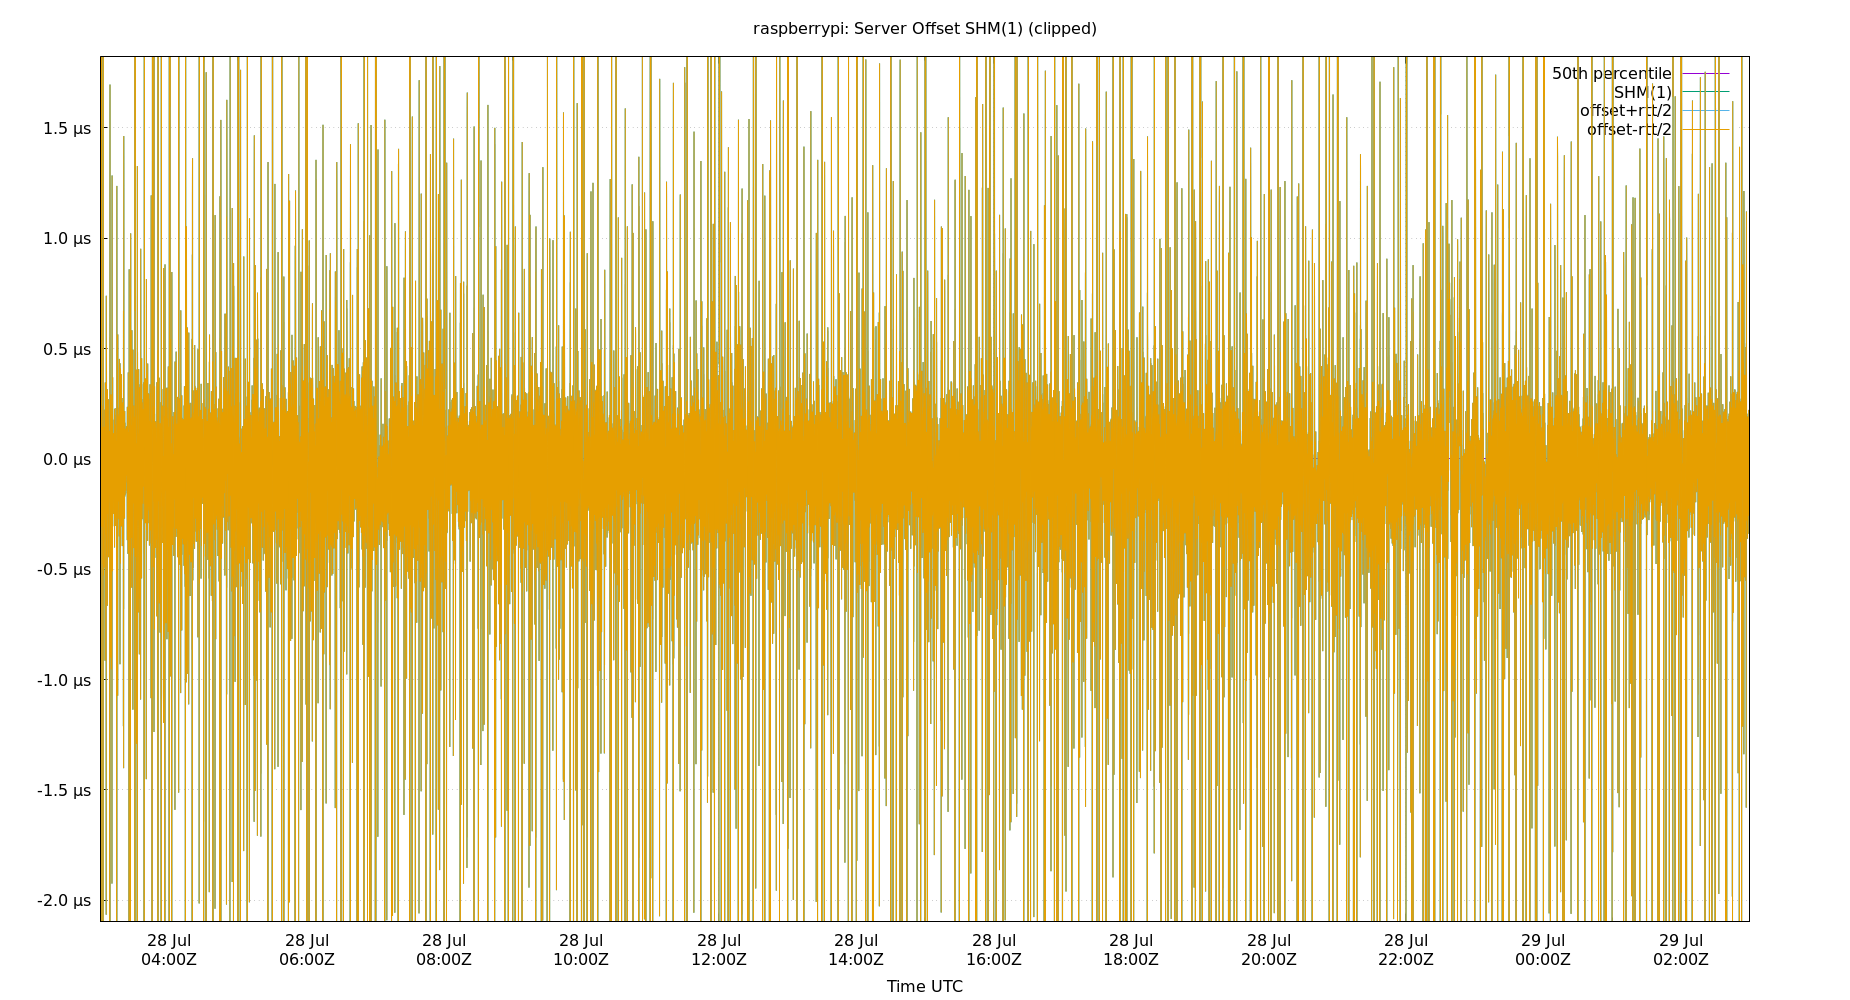 raspberrypi: Server Offset SHM(1) (clipped)
50th percentile
SHM(1)
offset+rtt/2
offset-rtt/2
1.5 µs
1.0 µs
0.5 µs
0.0 µs
-0.5 µs
-1.0 µs
-1.5 µs
-2.0 µs
28 Jul 28 Jul 28 Jul 28 Jul 28 Jul 28 Jul 28 Jul 28 Jul 28 Jul 28 Jul 29 Jul 29 Jul
04:00Z 06:00Z 08:00Z 10:00Z 12:00Z 14:00Z 16:00Z 18:00Z 20:00Z 22:00Z 00:00Z 02:00Z
Time UTC